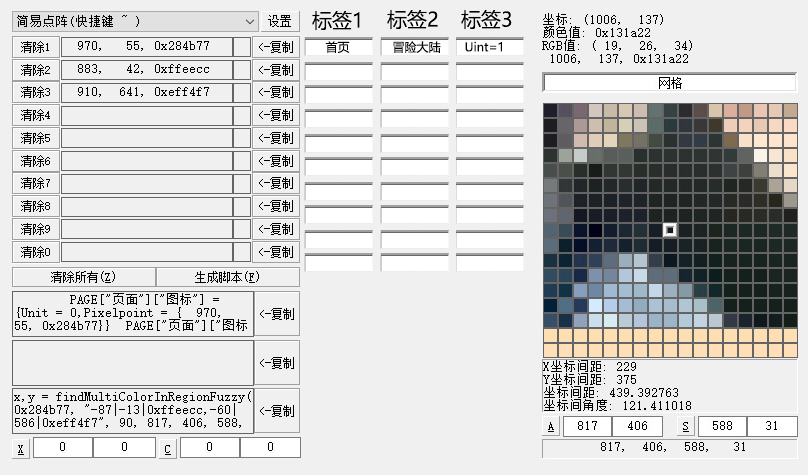 简易点阵(快捷键 ~ )
设置
标签1 标签2 标签3
清除1 970, 55, 0x284b77 <-复制 首页 冒险大陆 Uint=1
清除2 883, 42, 0xffeecc <-复制
清除3 910, 641, 0xeff4f7 <-复制
清除4 <-复制
清除5 <-复制
清除6 <-复制
清除7 <-复制
清除8 <-复制
清除9 <-复制
清除0 <-复制
清除所有(Z) 生成脚本(F)
PAGE["页面"]["图标"] =
{Unit = 0,Pixelpoint = { 970,
55, 0x284b77}} PAGE["页面"]["图标
<-复制
<-复制
x,y = findMultiColorInRegionFuzzy(
0x284b77, "-87|-13|0xffeecc,-60|
586|0xeff4f7", 90, 817, 406, 588,
<-复制
X 0 0 C 0 0
坐标: (1006, 137)
颜色值: 0x131a22
RGB值: ( 19, 26, 34)
1006, 137, 0x131a22
网格
X坐标间距: 229
Y坐标间距: 375
坐标间距: 439.392763
坐标间角度: 121.411018
A 817 406 S 588 31
817, 406, 588, 31